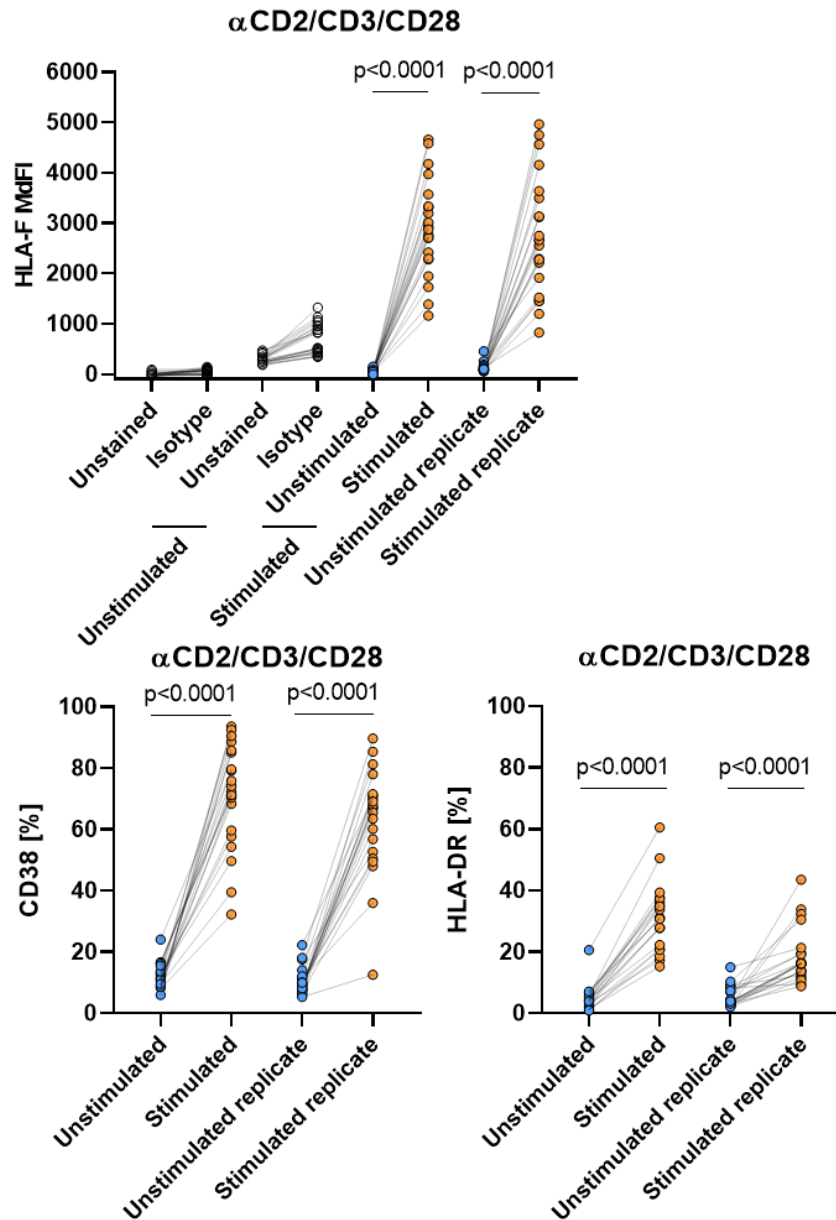 αCD2/CD3/CD28
p<0.0001 p<0.0001
6000
5000
4000
3000
2000
1000
0
HLA-F MdFI
Unstained
Isotype
Unstained
Isotype
Unstimulated
Stimulated
Unstimulated replicate
Stimulated replicate
Unstimulated
Stimulated
αCD2/CD3/CD28
p<0.0001 p<0.0001
100
80
60
40
20
0
CD38 [%]
Unstimulated
Stimulated
Unstimulated replicate
Stimulated replicate
αCD2/CD3/CD28
100
80
60
40
20
0
p<0.0001 p<0.0001
HLA-DR [%]
Unstimulated
Stimulated
Unstimulated replicate
Stimulated replicate